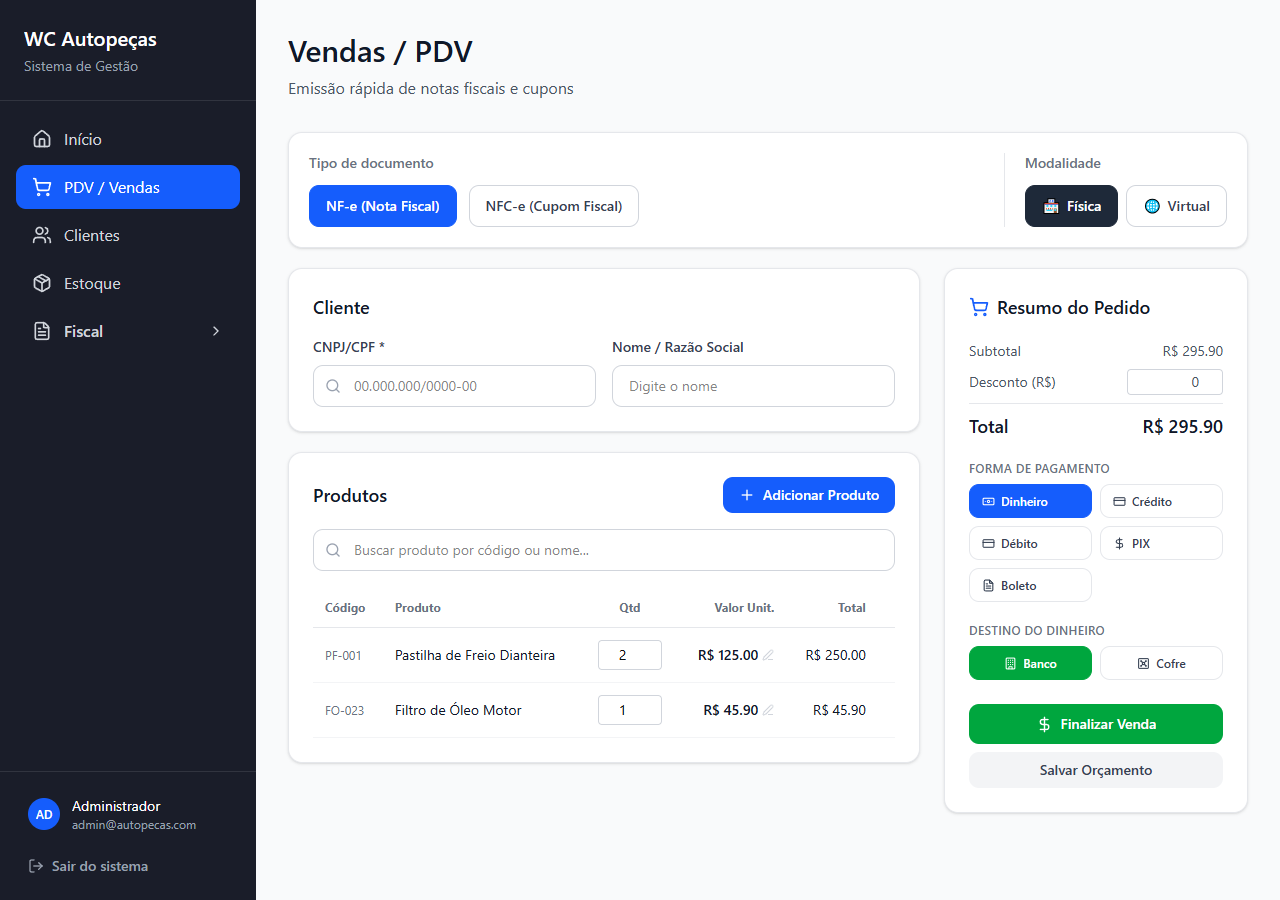 WC Autopeças
Sistema de Gestão
Início
PDV / Vendas
Clientes
Estoque
Fiscal
AD
Administrador
admin@autopecas.com
Sair do sistema
Vendas / PDV
Emissão rápida de notas fiscais e cupons
Tipo de documento
NF-e (Nota Fiscal) NFC-e (Cupom Fiscal)
Modalidade
Física Virtual
Cliente
CNPJ/CPF * Nome / Razão Social
00.000.000/0000-00 Digite o nome
Produtos
Adicionar Produto
Buscar produto por código ou nome...
Código Produto Qtd Valor Unit. Total
PF-001 Pastilha de Freio Dianteira 2 R$ 125.00 R$ 250.00
FO-023 Filtro de Óleo Motor 1 R$ 45.90 R$ 45.90
Resumo do Pedido
Subtotal R$ 295.90
Desconto (R$) 0
Total R$ 295.90
FORMA DE PAGAMENTO
Dinheiro Crédito
Débito PIX
Boleto
DESTINO DO DINHEIRO
Banco Cofre
Finalizar Venda
Salvar Orçamento